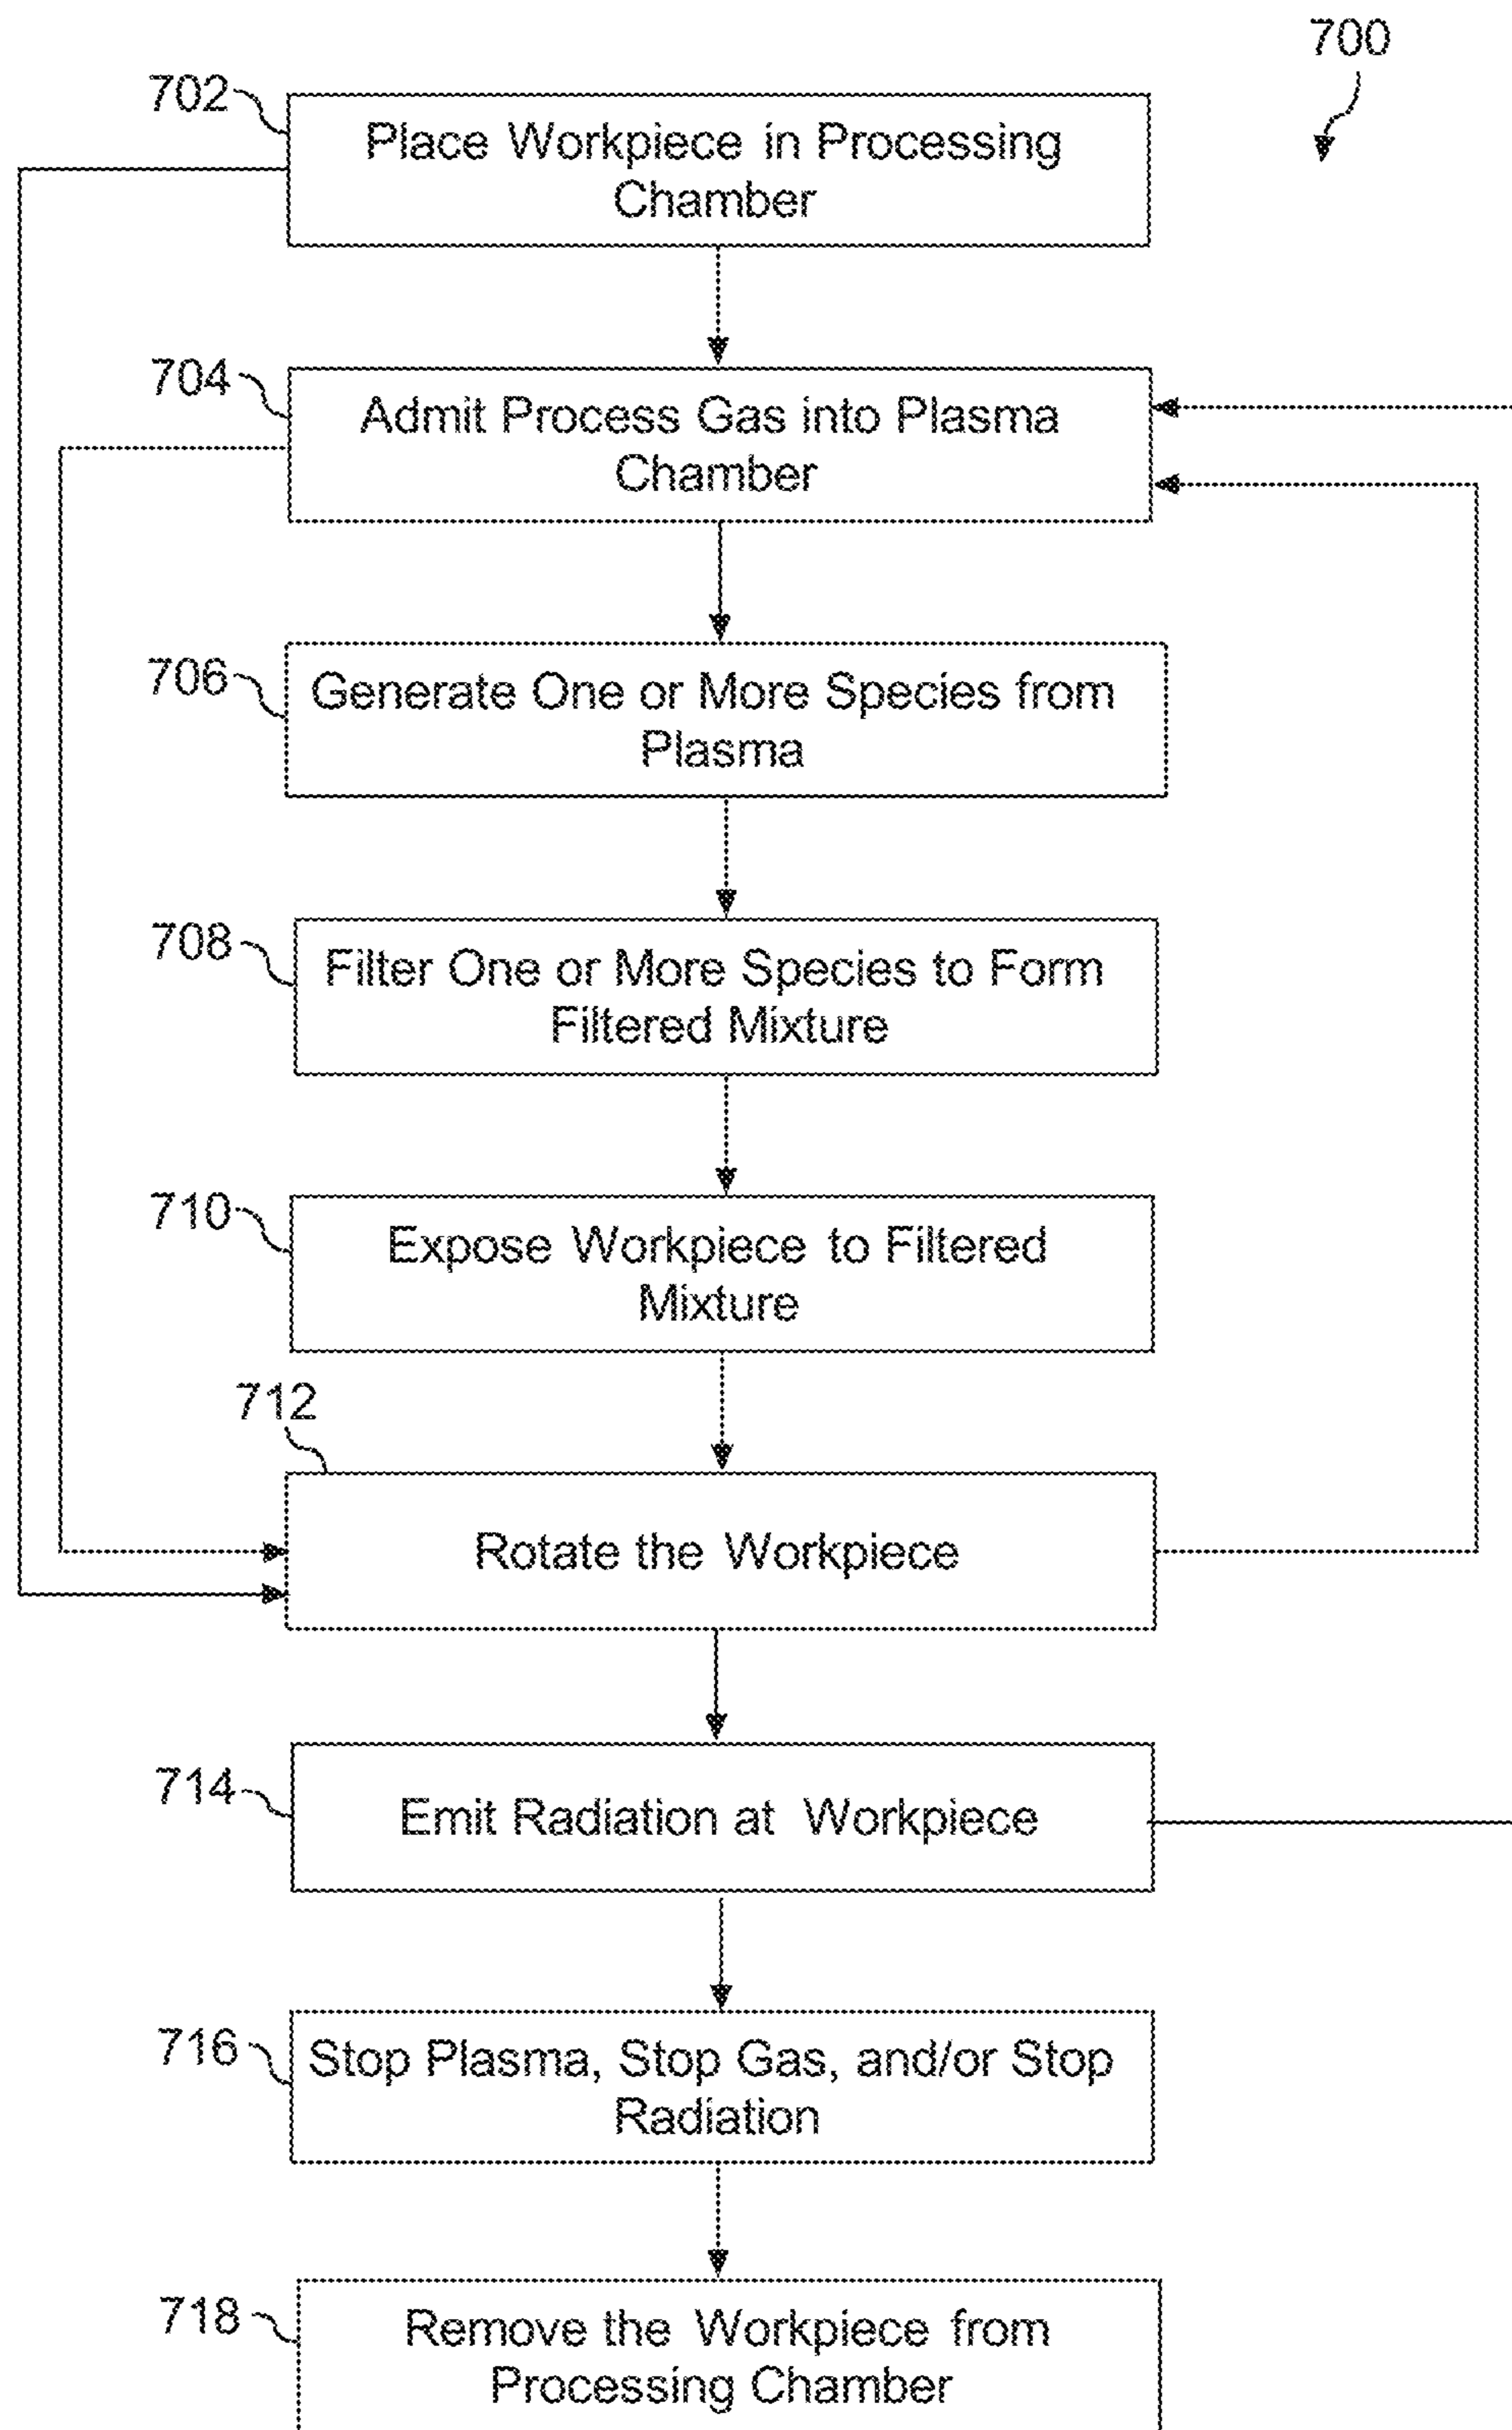 700
702
Place Workpiece in Processing
Chamber
704
Admit Process Gas into Plasma
Chamber
706
Generate One or More Species from
Plasma
708
Filter One or More Species to Form
Filtered Mixture
710
Expose Workpiece to Filtered
Mixture
712
Rotate the Workpiece
714
Emit Radiation at Workpiece
716
Stop Plasma, Stop Gas, and/or Stop
Radiation
718
Remove the Workpiece from
Processing Chamber